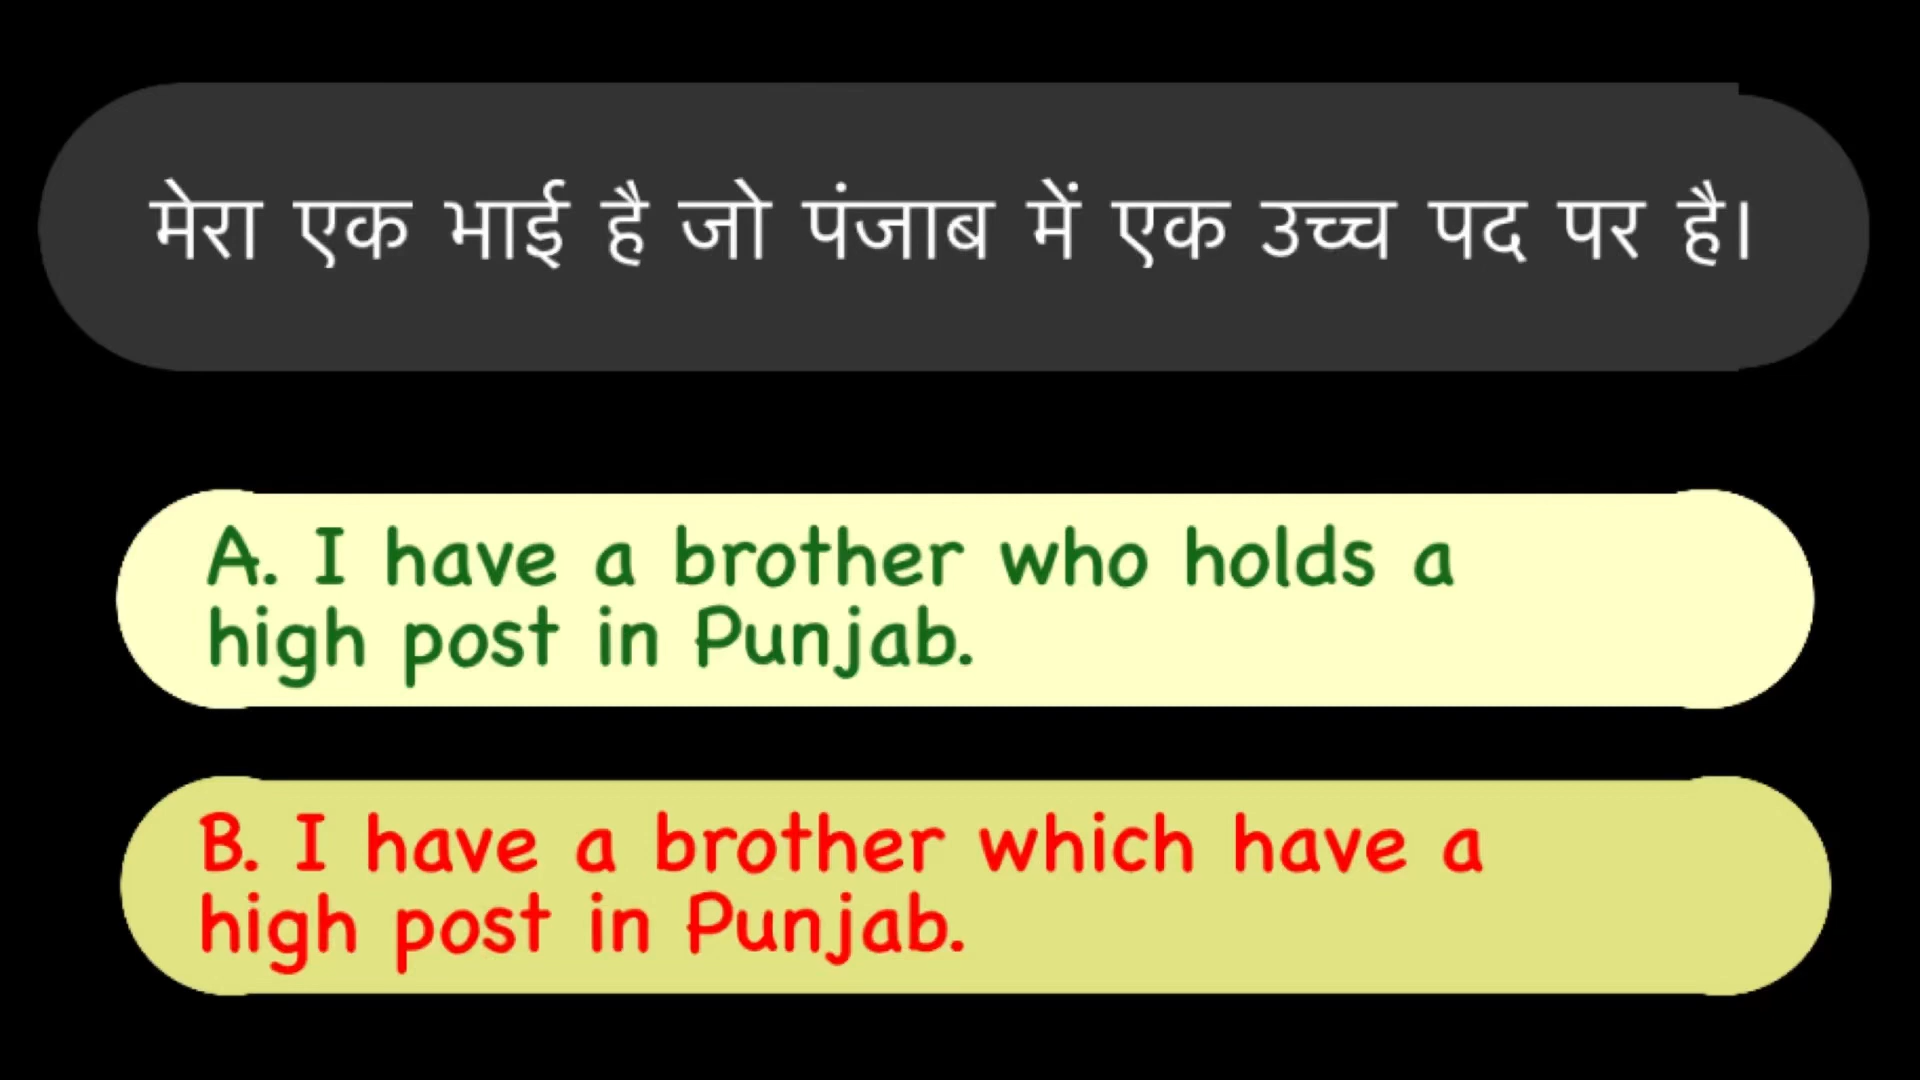 मेरा एक भाई है जो पंजाब में एक उच्च पद पर है।
A. I have a brother who holds a
high post in Punjab.
B. I have a brother which have a
high post in Punjab.